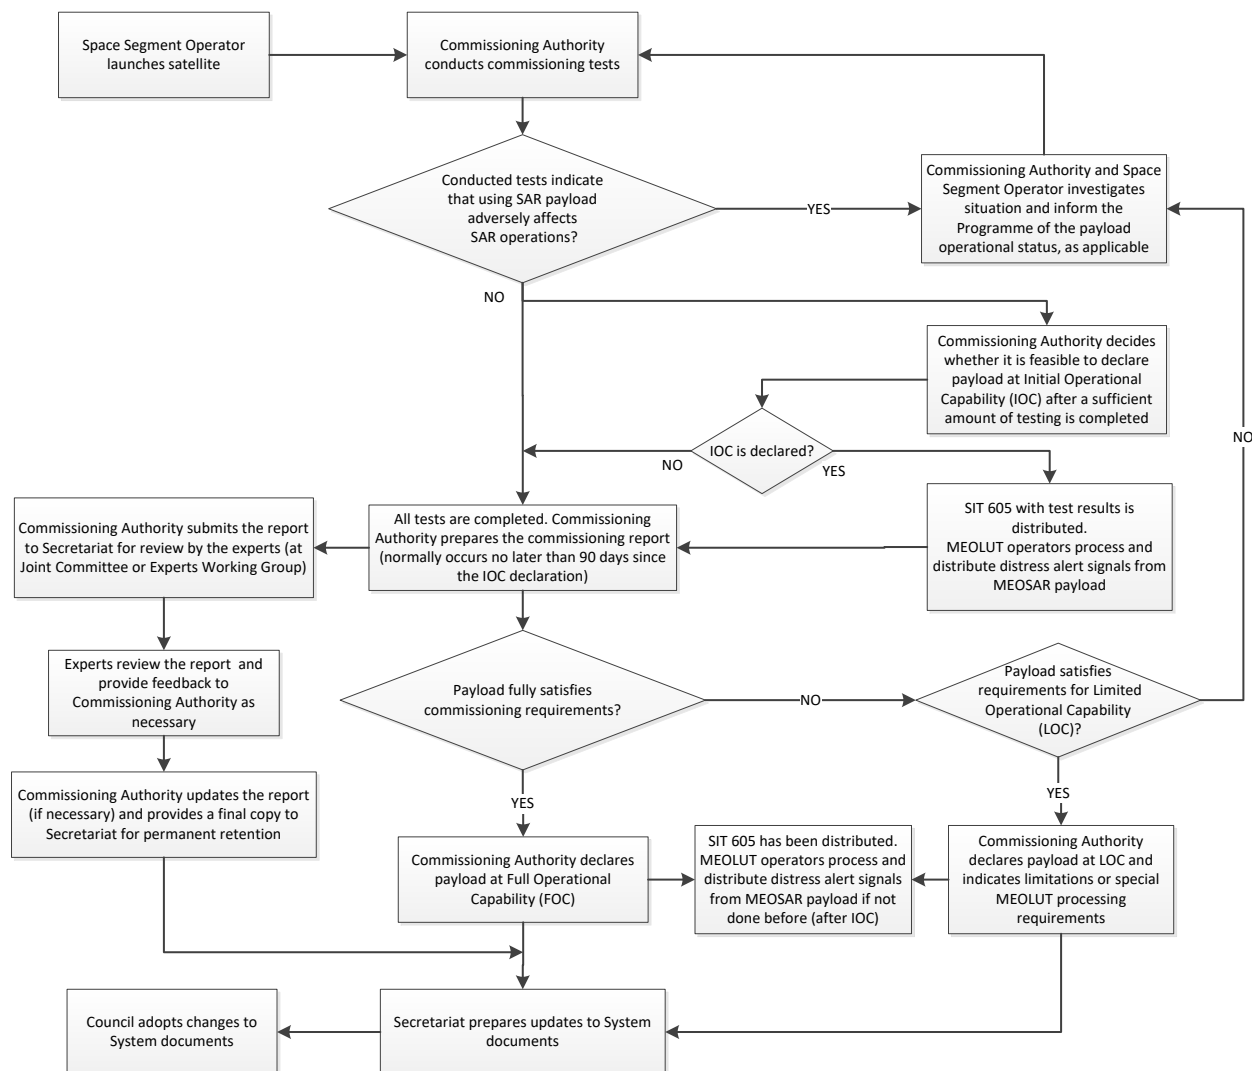 Space Segment Operator
launches satellite
Commissioning Authority
conducts commissioning tests
Conducted tests indicate
that using SAR payload
adversely affects
SAR operations?
YES
Commissioning Authority and Space
Segment Operator investigates
situation and inform the
Programme of the payload
operational status, as applicable
NO
Commissioning Authority decides
whether it is feasible to declare
payload at Initial Operational
Capability (IOC) after a sufficient
amount of testing is completed
NO
IOC is declared?
NO
YES
SIT 605 with test results is
distributed.
MEOLUT operators process and
distribute distress alert signals from
MEOSAR payload
All tests are completed. Commissioning
Authority prepares the commissioning report
(normally occurs no later than 90 days since
the IOC declaration)
Commissioning Authority submits the report
to Secretariat for review by the experts (at
Joint Committee or Experts Working Group)
Experts review the report and
provide feedback to
Commissioning Authority as
necessary
Payload fully satisfies
commissioning requirements?
NO
Payload satisfies
requirements for Limited
Operational Capability
(LOC)?
Commissioning Authority updates the report
(if necessary) and provides a final copy to
Secretariat for permanent retention
YES
YES
Commissioning Authority declares
payload at Full Operational
Capability (FOC)
SIT 605 has been distributed.
MEOLUT operators process and
distribute distress alert signals
from MEOSAR payload if not
done before (after IOC)
Commissioning Authority
declares payload at LOC and
indicates limitations or special
MEOLUT processing
requirements
Council adopts changes to
System documents
Secretariat prepares updates to System
documents